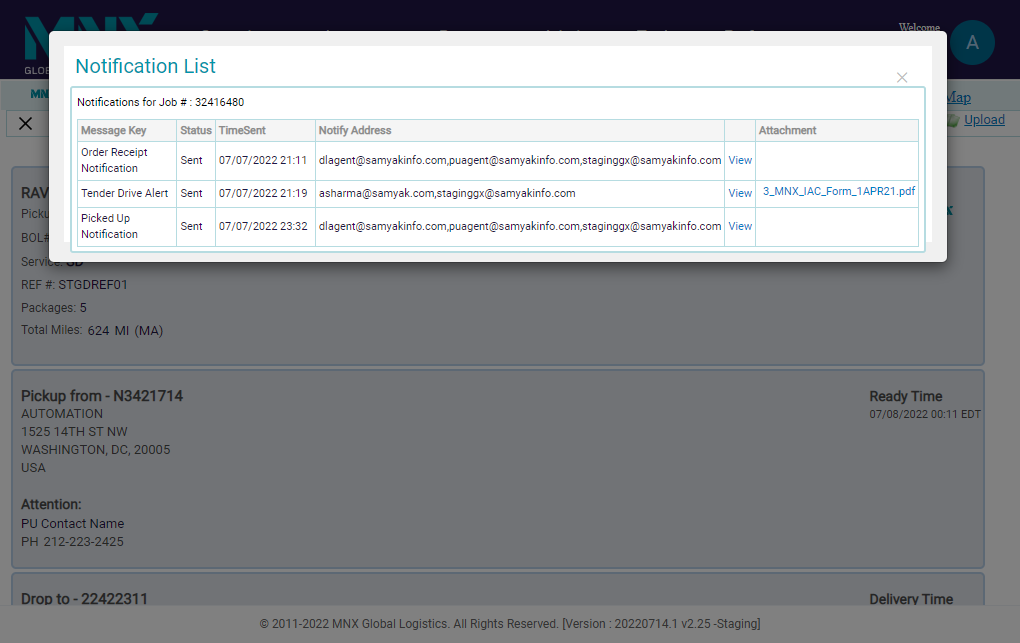 MNX
GLOB
Welcome
A
MN
Map
Upload
Notification List
Notifications for Job # : 32416480
Message Key Status TimeSent Notify Address Attachment
Order Receipt
Notification
Sent 07/07/2022 21:11 dlagent@samyakinfo.com,puagent@samyakinfo.com,staginggx@samyakinfo.com View
Tender Drive Alert Sent 07/07/2022 21:19 asharma@samyak.com,staginggx@samyakinfo.com View 3_MNX_IAC_Form_1APR21.pdf
Picked Up
Notification
Sent 07/07/2022 23:32 dlagent@samyakinfo.com,puagent@samyakinfo.com,staginggx@samyakinfo.com View
RAV
Picku
BOL#
Service: SD
REF #: STGDREF01
Packages: 5
Total Miles: 624 MI (MA)
Pickup from - N3421714
AUTOMATION
1525 14TH ST NW
WASHINGTON, DC, 20005
USA
Attention:
PU Contact Name
PH 212-223-2425
Ready Time
07/08/2022 00:11 EDT
Drop to - 22422311
Delivery Time
© 2011-2022 MNX Global Logistics. All Rights Reserved. [Version : 20220714.1 v2.25 -Staging]